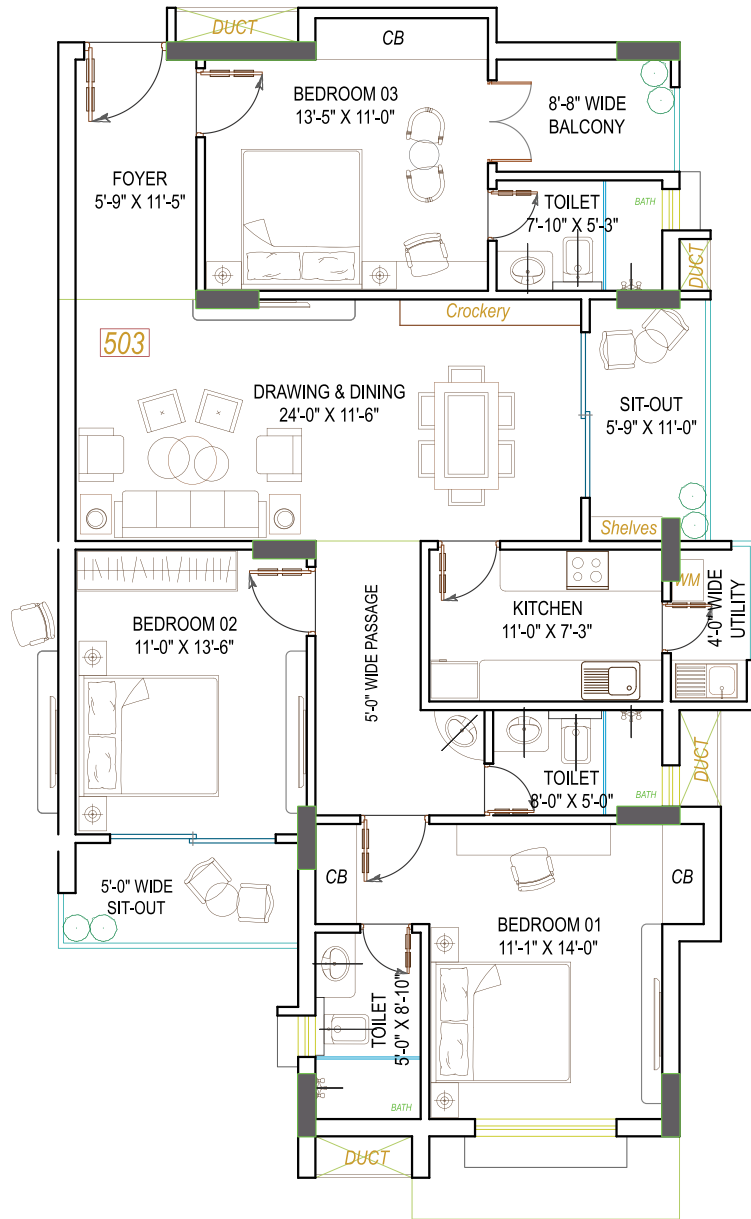 DUCT
CB
BEDROOM 03
13'-5" X 11'-0"
8'-8" WIDE
BALCONY
FOYER
5'-9" X 11'-5"
TOILET
7'-10" X 5'-3"
BATH
DUCT
503
Crockery
DRAWING & DINING
24'-0" X 11'-6"
SIT-OUT
5'-9" X 11'-0"
Shelves
BEDROOM 02
11'-0" X 13'-6"
5'-0" WIDE PASSAGE
KITCHEN
11'-0" X 7'-3"
WM
4'-0" WIDE
UTILITY
TOILET
8'-0" X 5'-0"
BATH
DUCT
5'-0" WIDE
SIT-OUT
CB
CB
BEDROOM 01
11'-1" X 14'-0"
TOILET
5'-0" X 8'-10"
BATH
DUCT